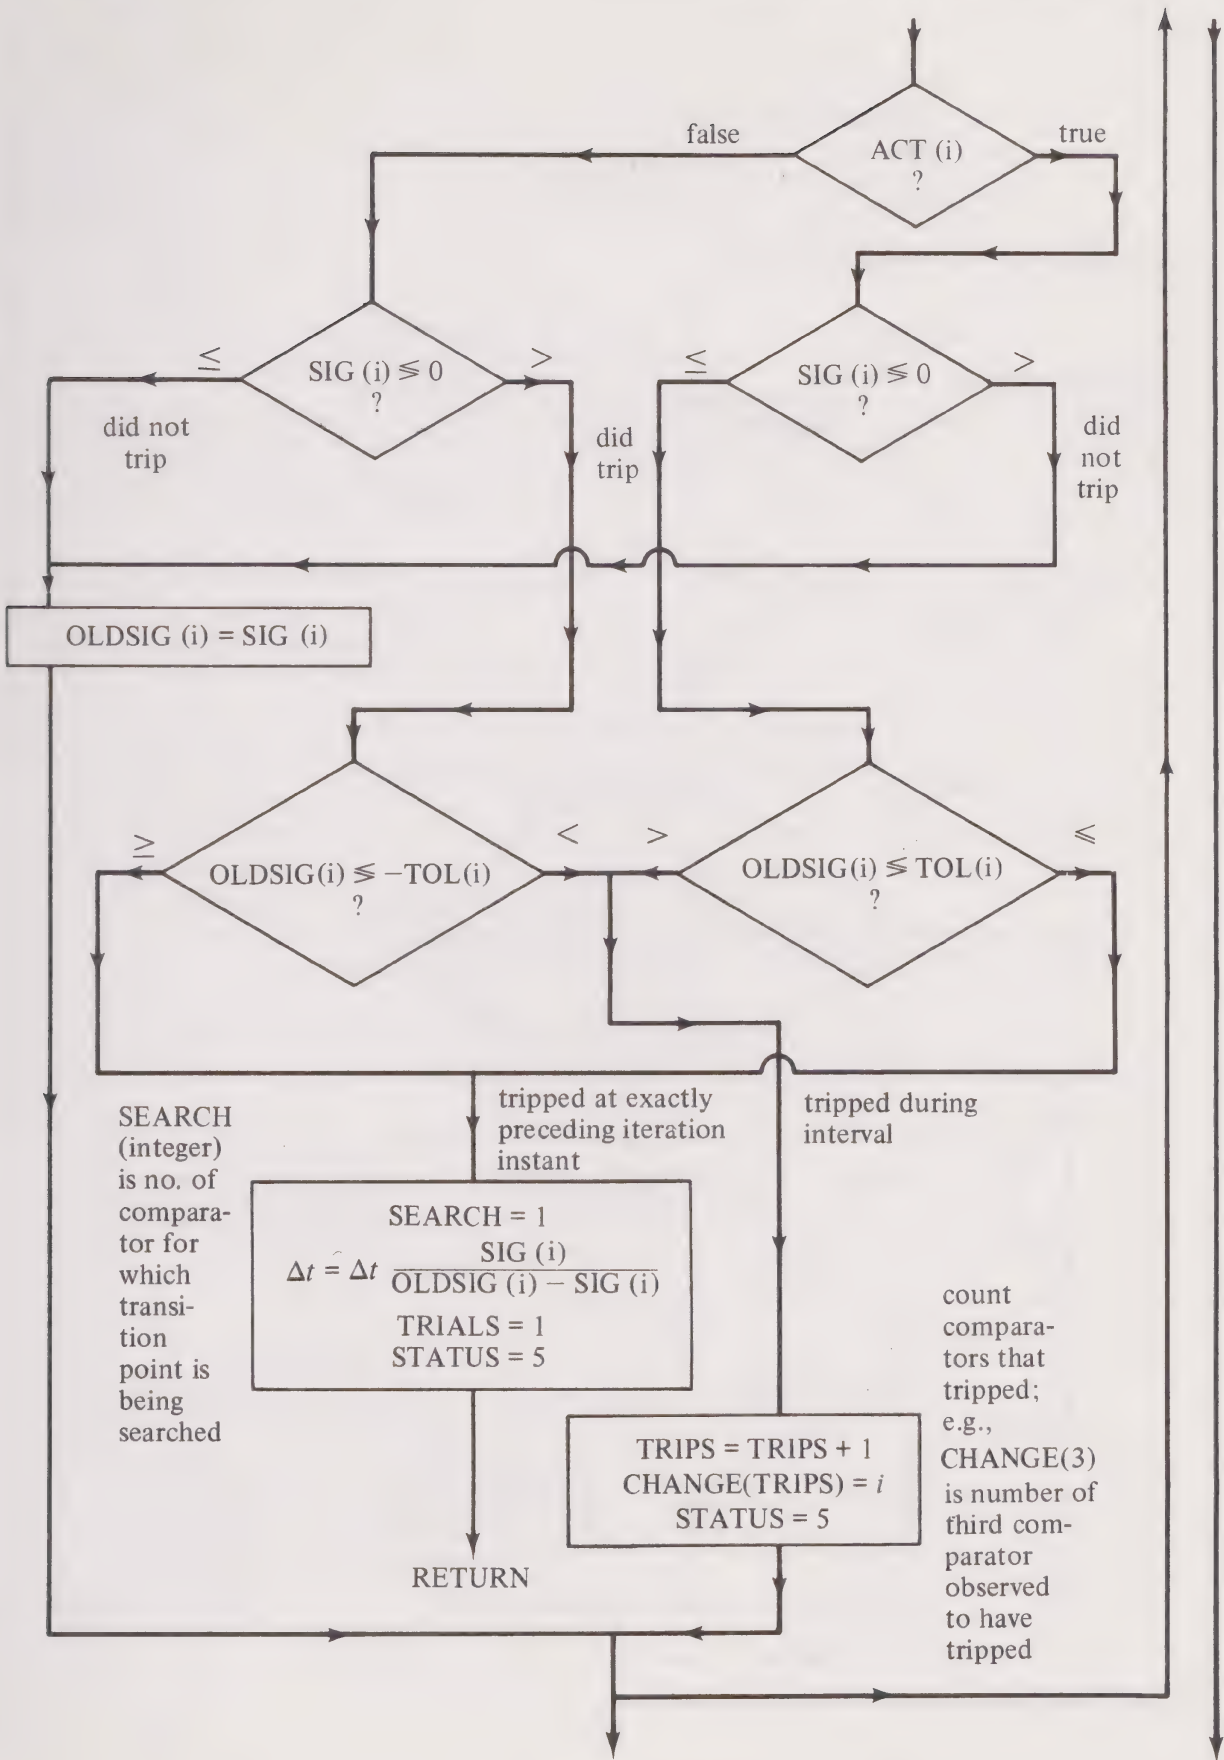 false
ACT (i)
?
true
≤
SIG (i) ⋚ 0
?
>
≤
SIG (i) ⋚ 0
?
>
did not
trip
did
trip
did
not
trip
OLDSIG (i) = SIG (i)
≥
OLDSIG(i) ⋚ −TOL(i)
?
<
>
OLDSIG(i) ⋚ TOL(i)
?
⩽
SEARCH
(integer)
is no. of
compara-
tor for
which
transi-
tion
point is
being
searched
tripped at exactly
preceding iteration
instant
tripped during
interval
SEARCH = 1
Δt = Δt SIG (i) / OLDSIG (i) − SIG (i)
TRIALS = 1
STATUS = 5
RETURN
TRIPS = TRIPS + 1
CHANGE(TRIPS) = i
STATUS = 5
count
compara-
tors that
tripped;
e.g.,
CHANGE(3)
is number of
third com-
parator
observed
to have
tripped